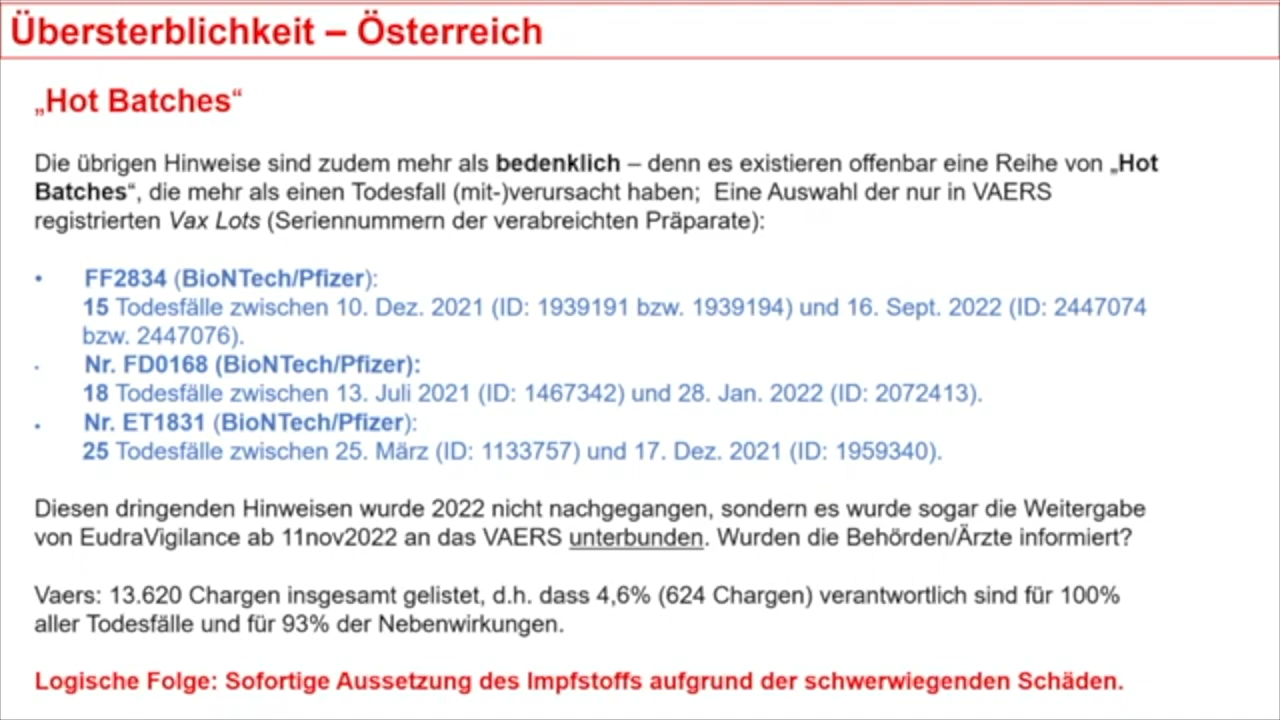 Übersterblichkeit – Österreich
„Hot Batches“
Die übrigen Hinweise sind zudem mehr als bedenklich – denn es existieren offenbar eine Reihe von „Hot
Batches“, die mehr als einen Todesfall (mit-)verursacht haben;  Eine Auswahl der nur in VAERS
registrierten Vax Lots (Seriennummern der verabreichten Präparate):
• FF2834 (BioNTech/Pfizer):
15 Todesfälle zwischen 10. Dez. 2021 (ID: 1939191 bzw. 1939194) und 16. Sept. 2022 (ID: 2447074
bzw. 2447076).
• Nr. FD0168 (BioNTech/Pfizer):
18 Todesfälle zwischen 13. Juli 2021 (ID: 1467342) und 28. Jan. 2022 (ID: 2072413).
• Nr. ET1831 (BioNTech/Pfizer):
25 Todesfälle zwischen 25. März (ID: 1133757) und 17. Dez. 2021 (ID: 1959340).
Diesen dringenden Hinweisen wurde 2022 nicht nachgegangen, sondern es wurde sogar die Weitergabe
von EudraVigilance ab 11nov2022 an das VAERS unterbunden. Wurden die Behörden/Ärzte informiert?
Vaers: 13.620 Chargen insgesamt gelistet, d.h. dass 4,6% (624 Chargen) verantwortlich sind für 100%
aller Todesfälle und für 93% der Nebenwirkungen.
Logische Folge: Sofortige Aussetzung des Impfstoffs aufgrund der schwerwiegenden Schäden.